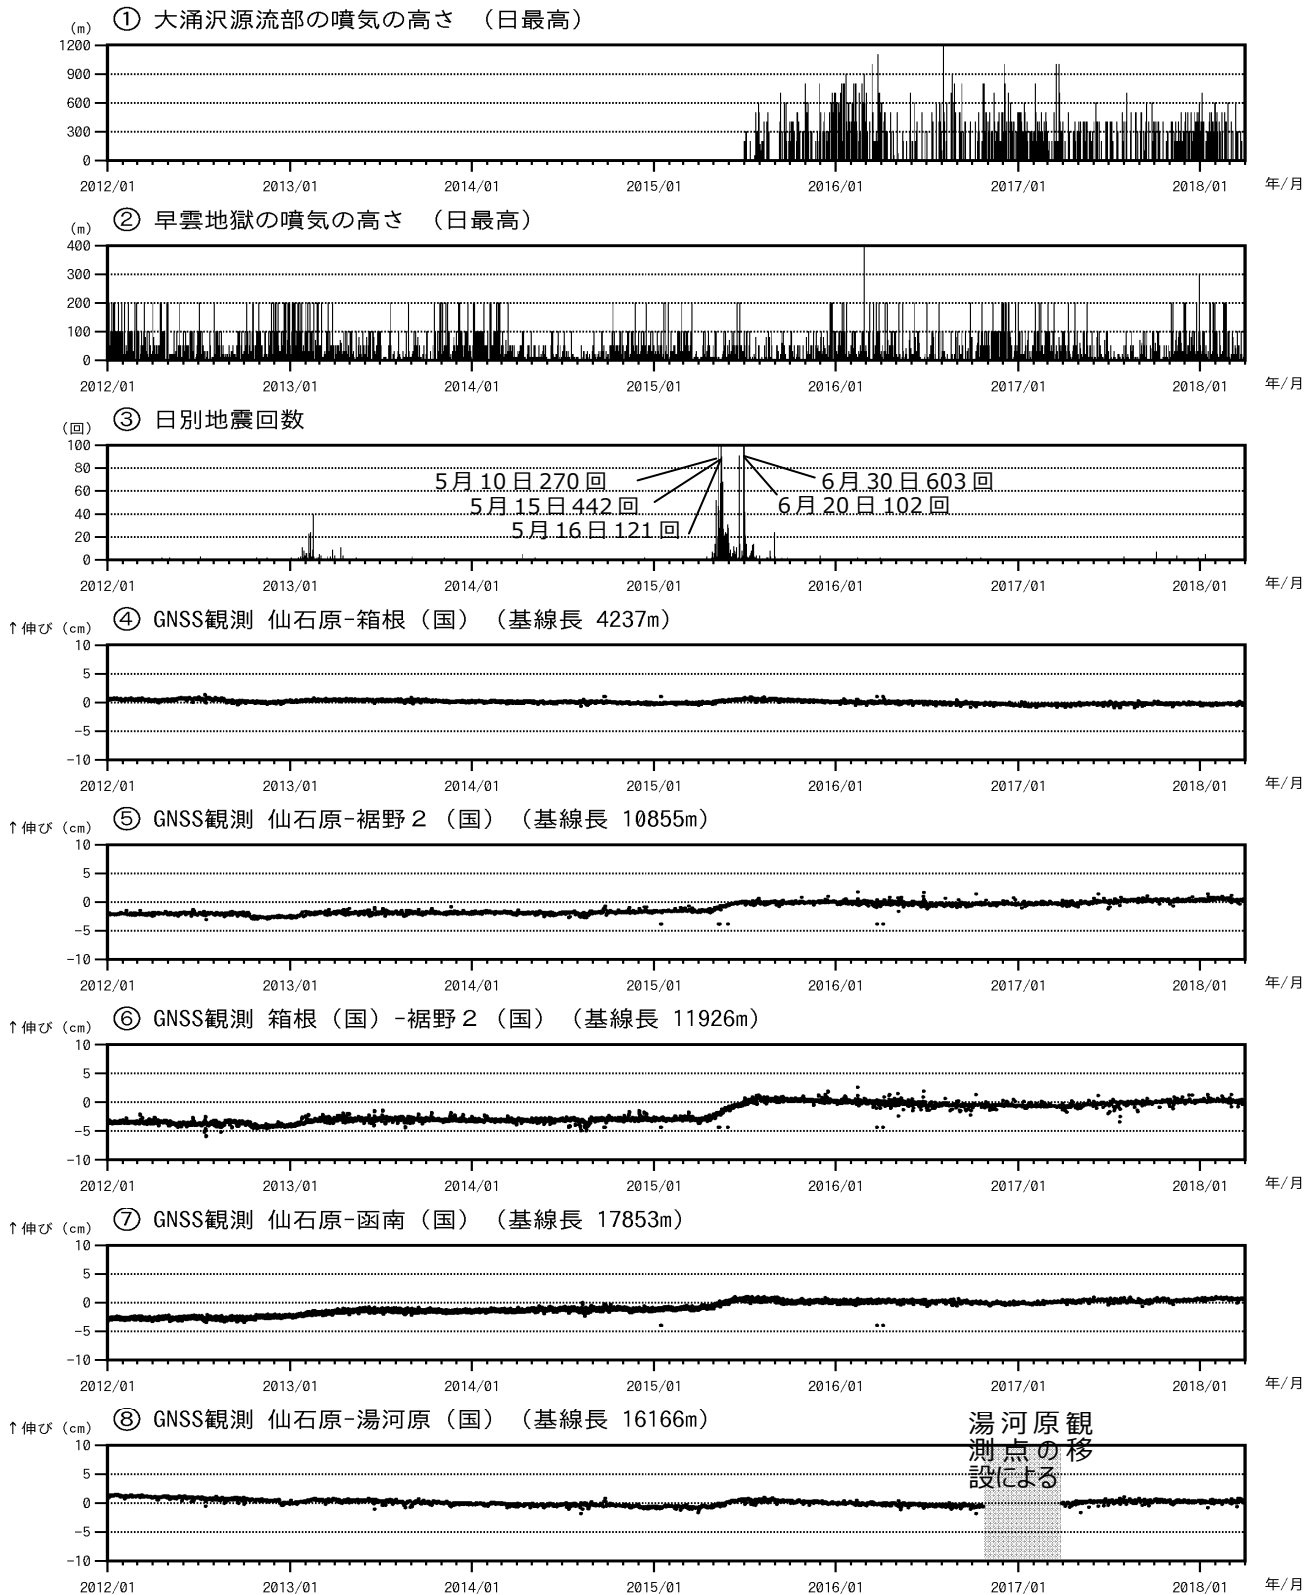 ① 大涌沢源流部の噴気の高さ (日最高)
(m)
1200
900
600
300
0
2012/01 2013/01 2014/01 2015/01 2016/01 2017/01 2018/01 年/月
② 早雲地獄の噴気の高さ (日最高)
(m)
400
300
200
100
0
2012/01 2013/01 2014/01 2015/01 2016/01 2017/01 2018/01 年/月
③ 日別地震回数
(回)
100
80
5月10日270回 6月30日603回
60
5月15日442回 6月20日102回
40
5月16日121回
20
0
2012/01 2013/01 2014/01 2015/01 2016/01 2017/01 2018/01 年/月
④ GNSS観測 仙石原-箱根(国) (基線長 4237m)
↑伸び(cm)
10
5
0
-5
-10
2012/01 2013/01 2014/01 2015/01 2016/01 2017/01 2018/01 年/月
⑤ GNSS観測 仙石原-裾野2(国) (基線長 10855m)
↑伸び(cm)
10
5
0
-5
-10
2012/01 2013/01 2014/01 2015/01 2016/01 2017/01 2018/01 年/月
⑥ GNSS観測 箱根(国)-裾野2(国) (基線長 11926m)
↑伸び(cm)
10
5
0
-5
-10
2012/01 2013/01 2014/01 2015/01 2016/01 2017/01 2018/01 年/月
⑦ GNSS観測 仙石原-函南(国) (基線長 17853m)
↑伸び(cm)
10
5
0
-5
-10
2012/01 2013/01 2014/01 2015/01 2016/01 2017/01 2018/01 年/月
⑧ GNSS観測 仙石原-湯河原(国) (基線長 16166m)
↑伸び(cm)
湯河原観
測点の移
設による
10
5
0
-5
-10
2012/01 2013/01 2014/01 2015/01 2016/01 2017/01 2018/01 年/月